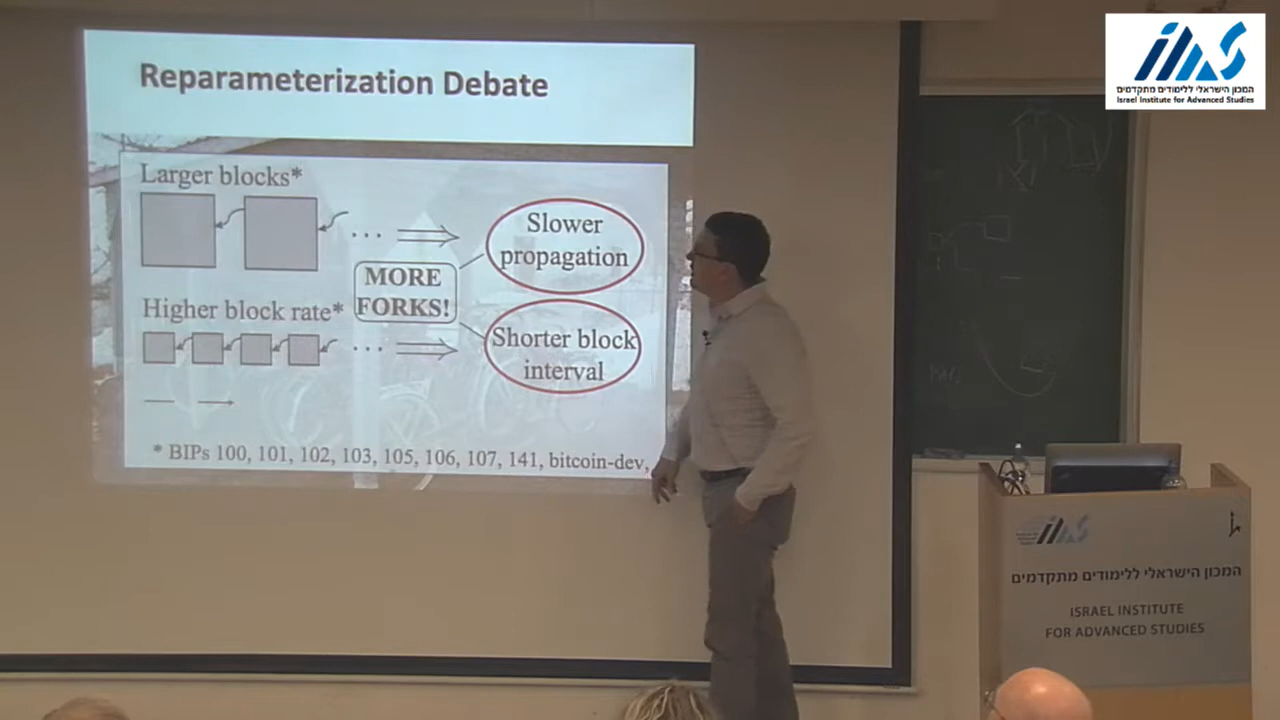 Reparameterization Debate
Larger blocks*
...
Slower
propagation
MORE
FORKS!
Higher block rate*
...
Shorter block
interval
* BIPs 100, 101, 102, 103, 105, 106, 107, 141, bitcoin-dev,
ias
המכון הישראלי ללימודים מתקדמים
Israel Institute for Advanced Studies
ias
המכון הישראלי ללימודים מתקדמים
ISRAEL INSTITUTE
FOR ADVANCED STUDIES